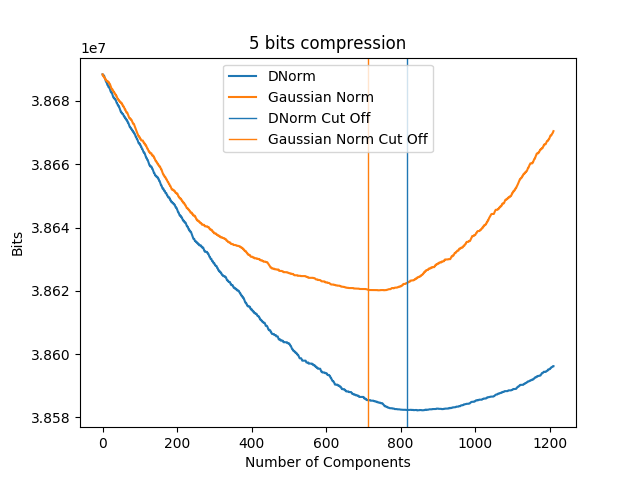 5 bits compression
1e7
DNorm
Gaussian Norm
DNorm Cut Off
Gaussian Norm Cut Off
3.868
3.866
3.864
3.862
3.860
3.858
Bits
0 200 400 600 800 1000 1200
Number of Components